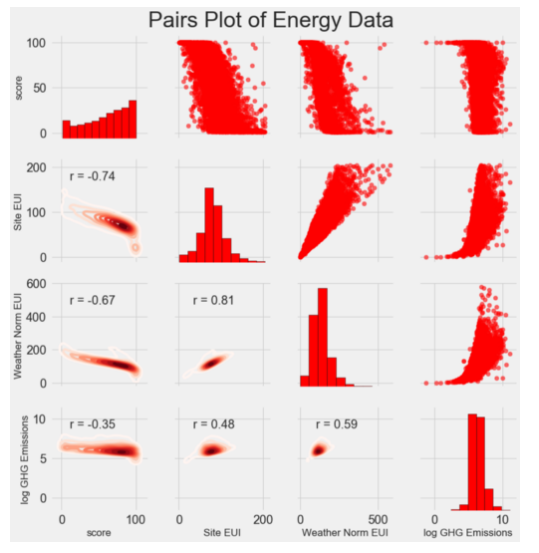 Pairs Plot of Energy Data
score
100
50
0
Site EUI
200
100
0
r = -0.74
Weather Norm EUI
600
400
200
0
r = -0.67
r = 0.81
log GHG Emissions
10
5
0
r = -0.35
r = 0.48
r = 0.59
0 100
0 200
0 500
0 10
score
Site EUI
Weather Norm EUI
log GHG Emissions